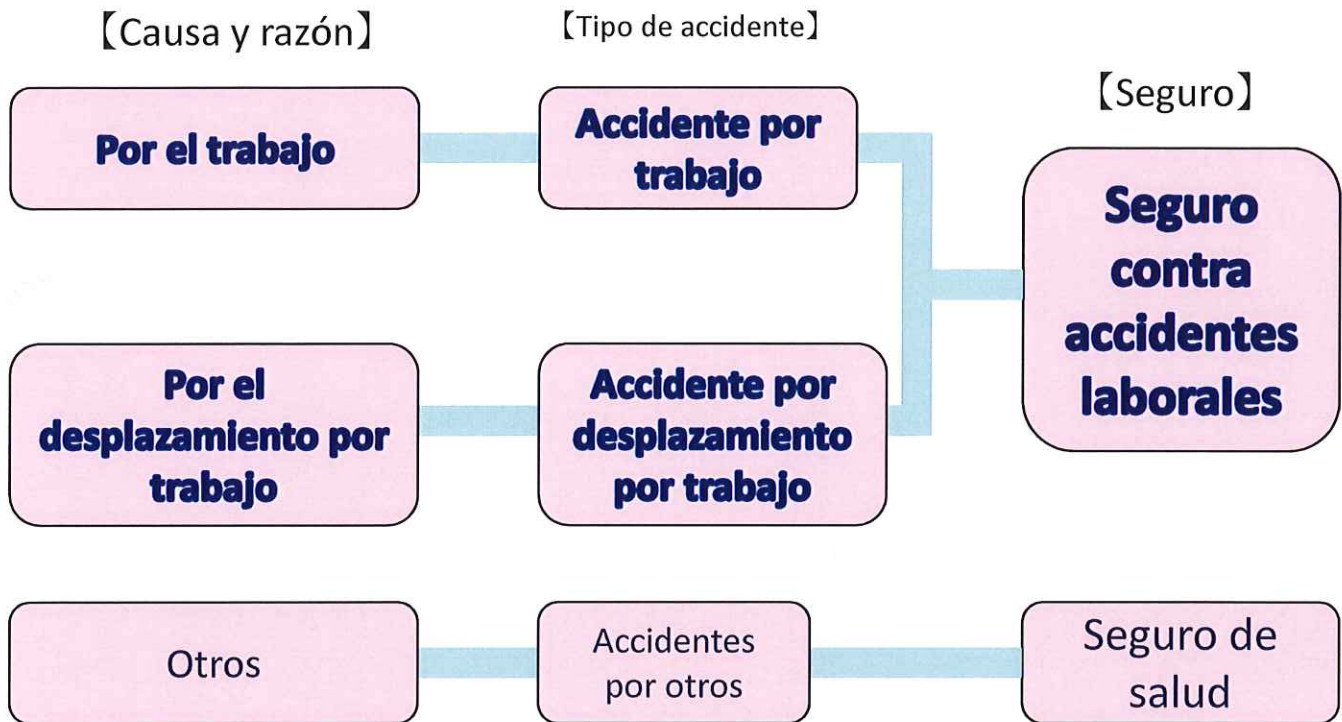 【Causa y razón】
【Tipo de accidente】
【Seguro】
Por el trabajo
Accidente por
trabajo
Seguro
contra
accidentes
laborales
Por el
desplazamiento por
trabajo
Accidente por
desplazamiento
por trabajo
Otros
Accidentes
por otros
Seguro de
salud